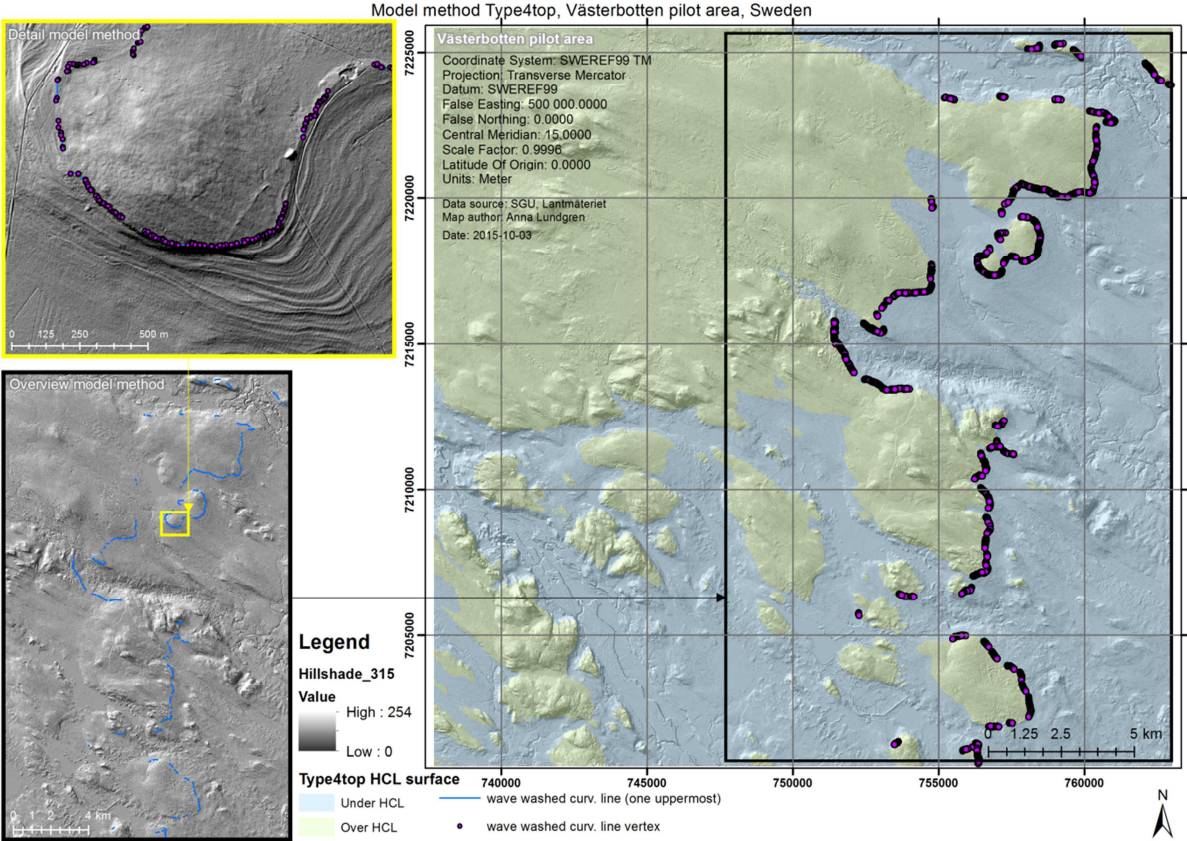 Model method Type4top, Västerbotten pilot area, Sweden
Detail model method
0 125 250 500 m
Overview model method
0 1 2 4 km
Västerbotten pilot area
Coordinate System: SWEREF99 TM
Projection: Transverse Mercator
Datum: SWEREF99
False Easting: 500 000.0000
False Northing: 0.0000
Central Meridian: 15.0000
Scale Factor: 0.9996
Latitude Of Origin: 0.0000
Units: Meter
Data source: SGU, Lantmäteriet
Map author: Anna Lundgren
Date: 2015-10-03
7225000
7220000
7215000
7210000
7205000
0 1.25 2.5 5 km
740000 745000 750000 755000 760000
Legend
Hillshade_315
Value
High : 254
Low : 0
Type4top HCL surface
Under HCL
Over HCL
wave washed curv. line (one uppermost)
wave washed curv. line vertex
N